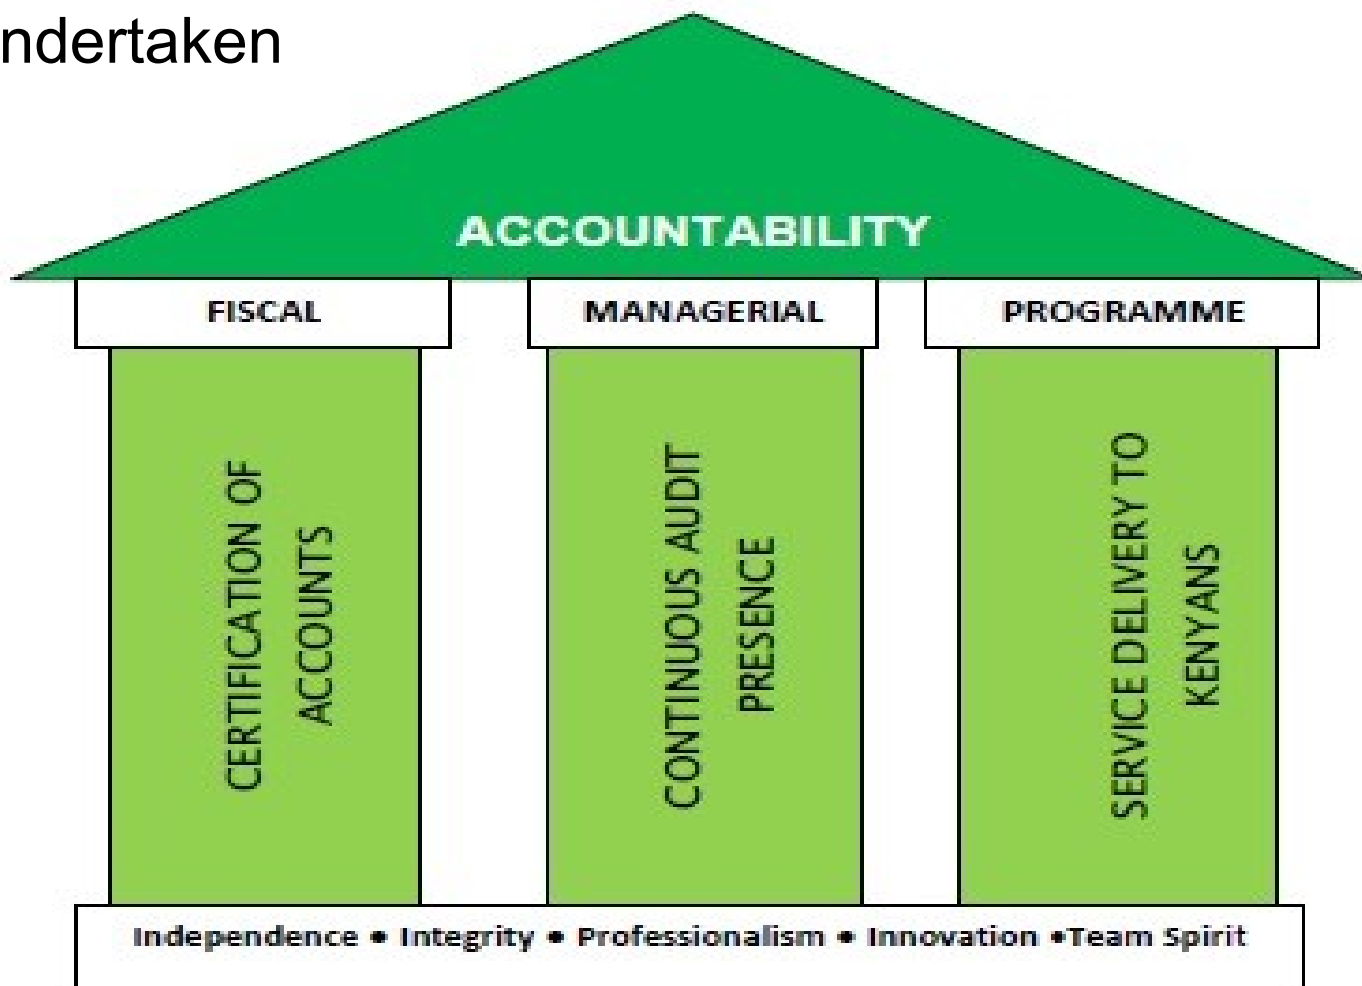 ndertaken
ACCOUNTABILITY
FISCAL
MANAGERIAL
PROGRAMME
CERTIFICATION OF
ACCOUNTS
CONTINUOUS AUDIT
PRESENCE
SERVICE DELIVERY TO
KENYANS
Independence • Integrity • Professionalism • Innovation •Team Spirit